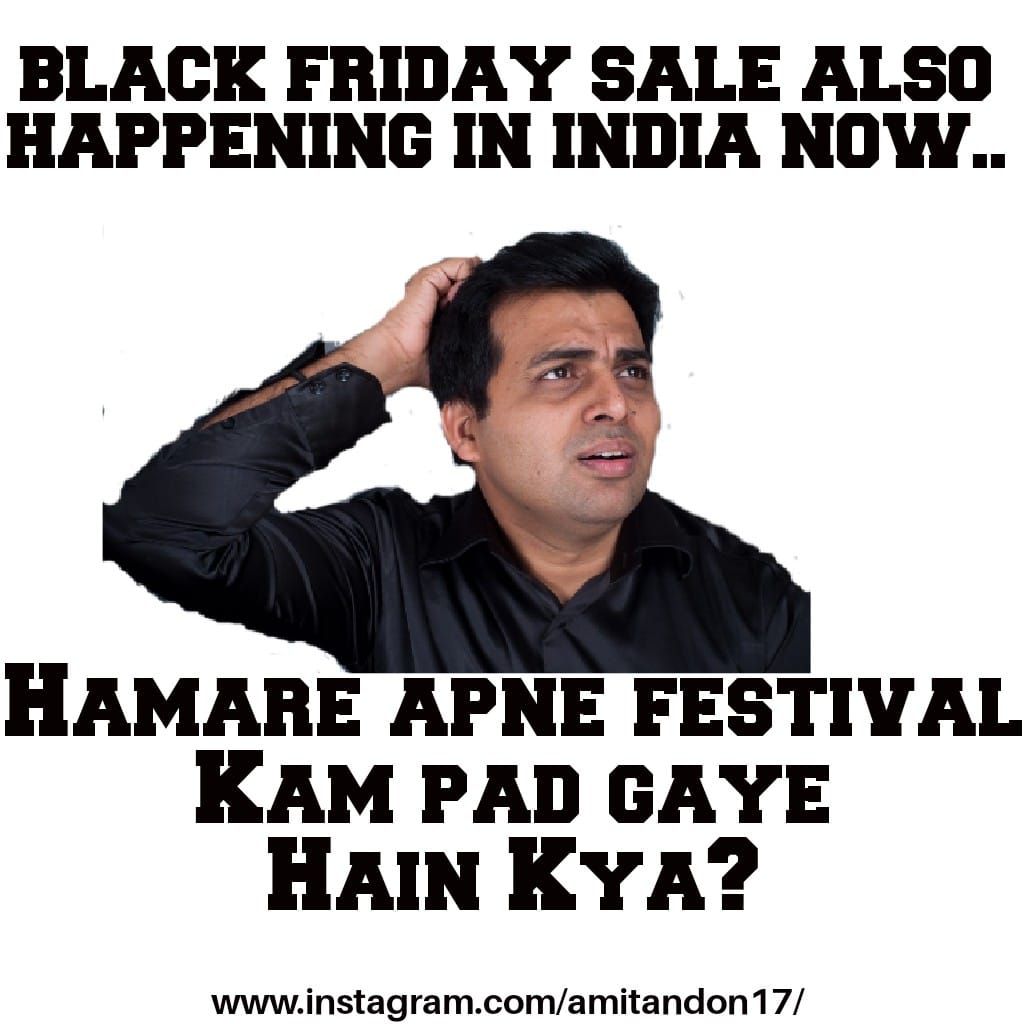 BLACK FRIDAY SALE ALSO
HAPPENING IN INDIA NOW..
HAMARE APNE FESTIVAL
KAM PAD GAYE
HAIN KYA?
www.instagram.com/amitandon17/